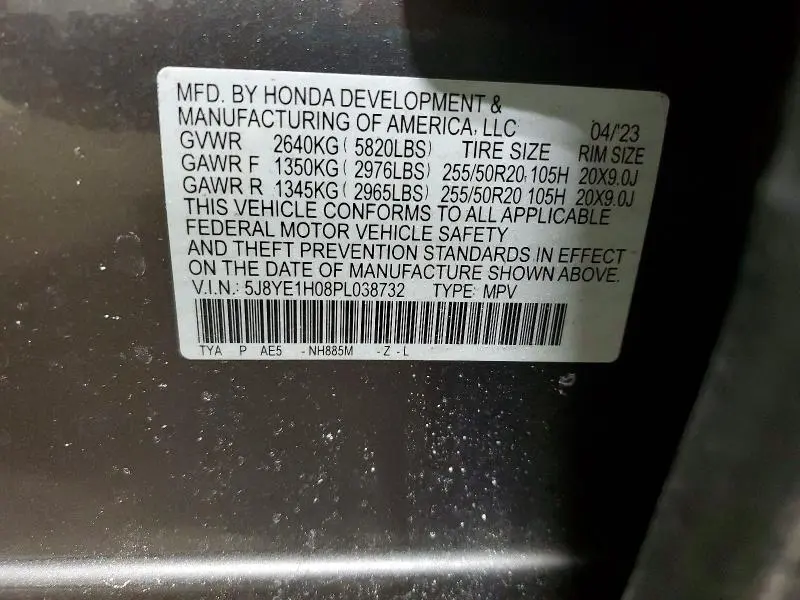 MFD. BY HONDA DEVELOPMENT &
MANUFACTURING OF AMERICA, LLC 04/'23
GVWR 2640KG (5820LBS) TIRE SIZE RIM SIZE
GAWR F 1350KG (2976LBS) 255/50R20 105H 20X9.0J
GAWR R 1345KG (2965LBS) 255/50R20 105H 20X9.0J
THIS VEHICLE CONFORMS TO ALL APPLICABLE
FEDERAL MOTOR VEHICLE SAFETY
AND THEFT PREVENTION STANDARDS IN EFFECT
ON THE DATE OF MANUFACTURE SHOWN ABOVE.
V.I.N.: 5J8YE1H08PL038732 TYPE: MPV
TYA P AE5 -NH885M -Z -L